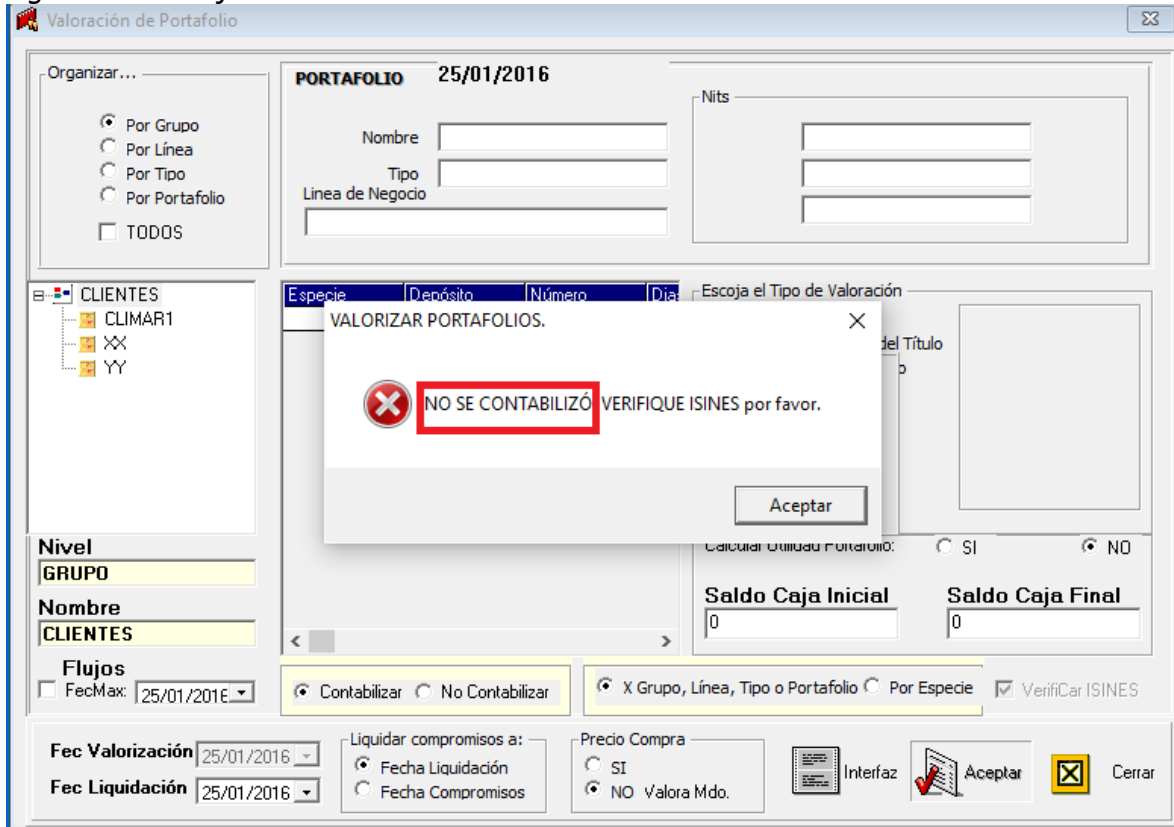 Valoración de Portafolio
Organizar...
Por Grupo
Por Línea
Por Tipo
Por Portafolio
TODOS
PORTAFOLIO 25/01/2016
Nombre
Tipo
Linea de Negocio
Nits
CLIENTES
CLIMAR1
XX
YY
Especie Depósito Número
Escoja el Tipo de Valoración
del Título
VALORIZAR PORTAFOLIOS.
NO SE CONTABILIZÓ VERIFIQUE ISINES por favor.
Aceptar
Calcular Utilidad Portafolio: SI NO
Saldo Caja Inicial Saldo Caja Final
0 0
Nivel
GRUPO
Nombre
CLIENTES
Flujos
FecMax: 25/01/2016
Contabilizar No Contabilizar
X Grupo, Línea, Tipo o Portafolio Por Especie VerifiCar ISINES
Fec Valorización 25/01/2016
Fec Liquidación 25/01/2016
Liquidar compromisos a:
Fecha Liquidación
Fecha Compromisos
Precio Compra
SI
NO Valora Mdo.
Interfaz Aceptar Cerrar